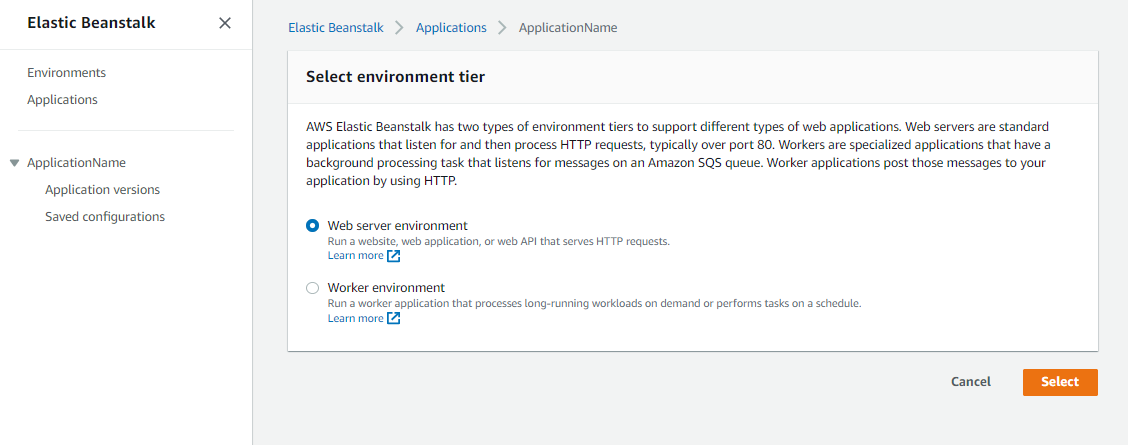 Elastic Beanstalk
Environments
Applications
ApplicationName
Application versions
Saved configurations
Elastic Beanstalk > Applications > ApplicationName
Select environment tier
AWS Elastic Beanstalk has two types of environment tiers to support different types of web applications. Web servers are standard
applications that listen for and then process HTTP requests, typically over port 80. Workers are specialized applications that have a
background processing task that listens for messages on an Amazon SQS queue. Worker applications post those messages to your
application by using HTTP.
Web server environment
Run a website, web application, or web API that serves HTTP requests.
Learn more
Worker environment
Run a worker application that processes long-running workloads on demand or performs tasks on a schedule.
Learn more
Cancel Select